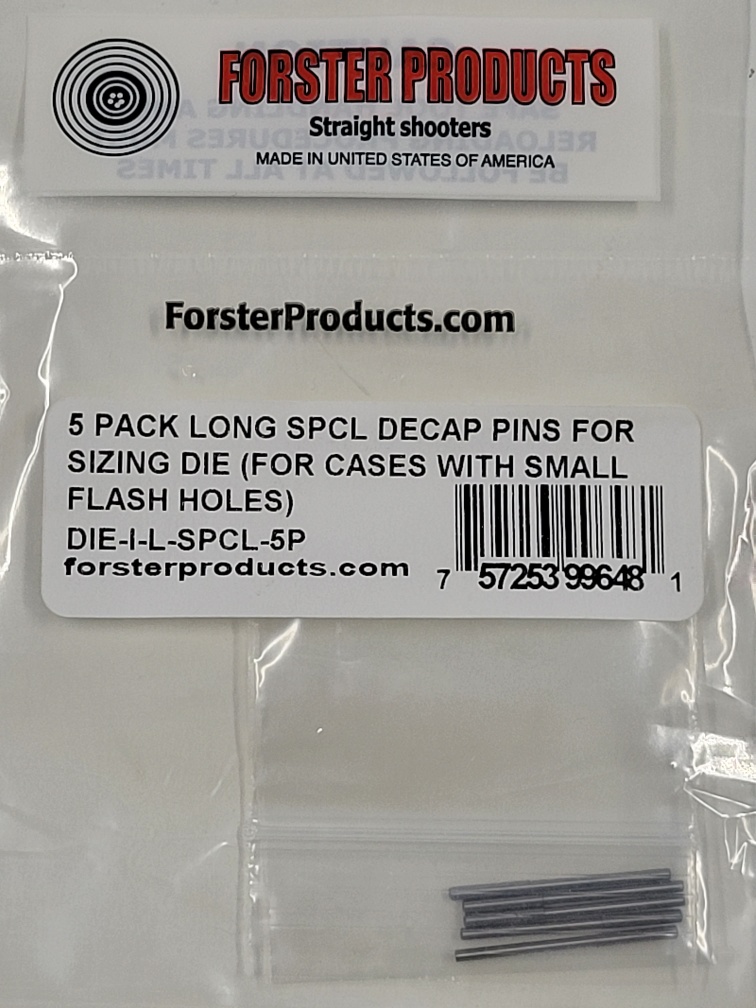 FORSTER PRODUCTS
Straight shooters
MADE IN UNITED STATES OF AMERICA
ForsterProducts.com
5 PACK LONG SPCL DECAP PINS FOR
SIZING DIE (FOR CASES WITH SMALL
FLASH HOLES)
DIE-I-L-SPCL-5P
forsterproducts.com
7 57253 99648 1